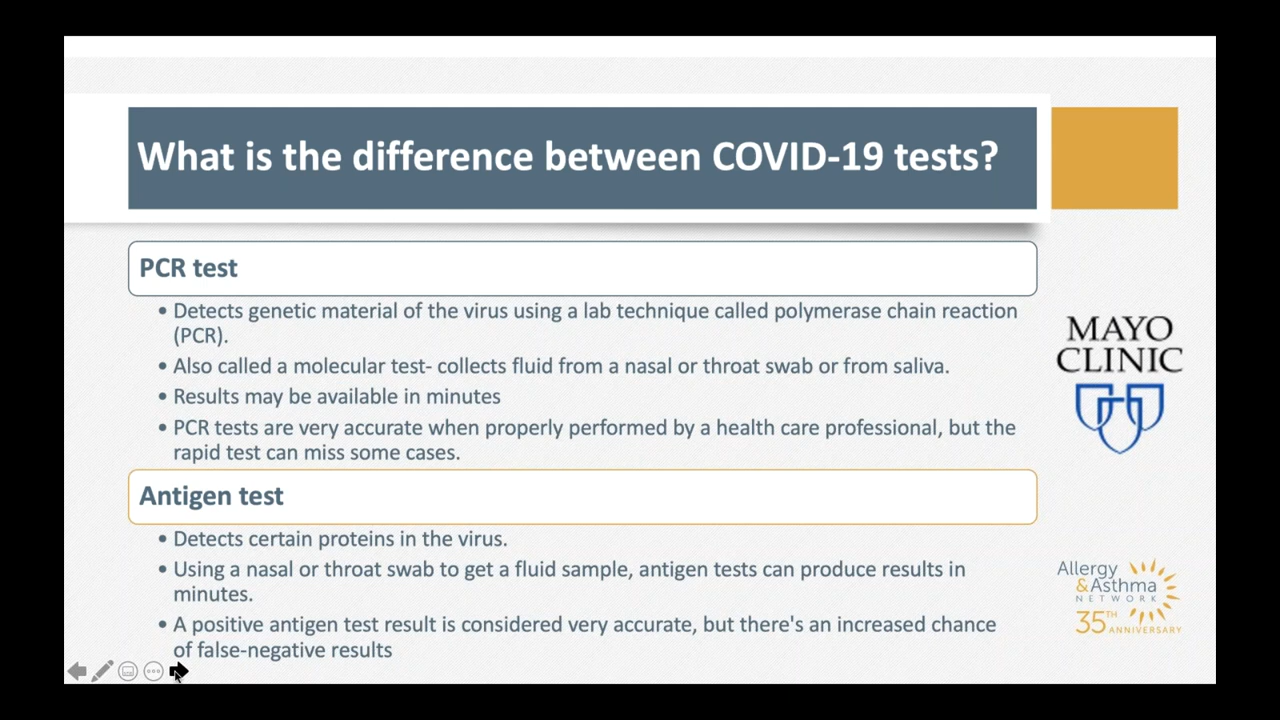 What is the difference between COVID-19 tests?
PCR test
• Detects genetic material of the virus using a lab technique called polymerase chain reaction
(PCR).
• Also called a molecular test- collects fluid from a nasal or throat swab or from saliva.
• Results may be available in minutes
• PCR tests are very accurate when properly performed by a health care professional, but the
rapid test can miss some cases.
MAYO
CLINIC
Antigen test
• Detects certain proteins in the virus.
• Using a nasal or throat swab to get a fluid sample, antigen tests can produce results in
minutes.
• A positive antigen test result is considered very accurate, but there's an increased chance
of false-negative results
Allergy
&Asthma
NETWORK
35TH ANNIVERSARY